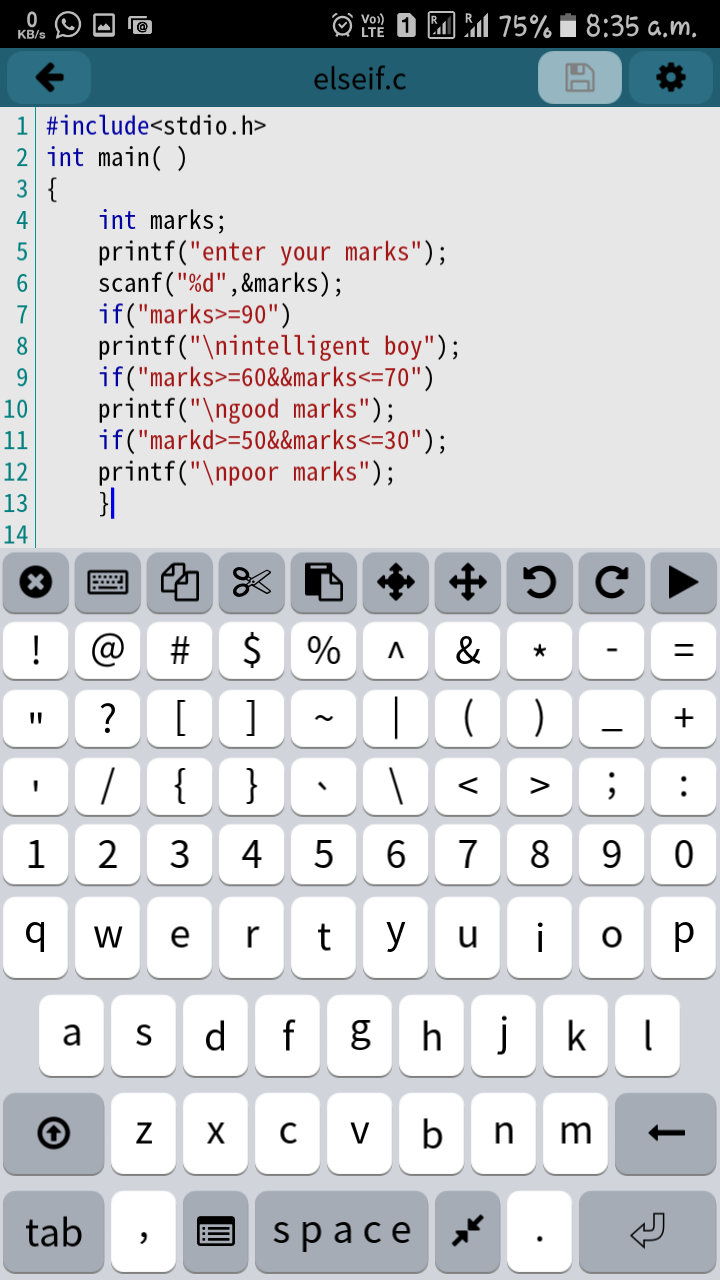 0
KB/s
Vo))
LTE
1
R
R
75%
8:35 a.m.
elseif.c
1 #include<stdio.h>
2 int main( )
3 {
4 int marks;
5 printf("enter your marks");
6 scanf("%d",&marks);
7 if("marks>=90")
8 printf("\nintelligent boy");
9 if("marks>=60&&marks<=70")
10 printf("\ngood marks");
11 if("markd>=50&&marks<=30");
12 printf("\npoor marks");
13 }
14
! @ # $ % ^ & * - =
" ? [ ] ~ | ( ) _ +
' / { } ` \ < > ; :
1 2 3 4 5 6 7 8 9 0
q w e r t y u i o p
a s d f g h j k l
z x c v b n m
tab , space .